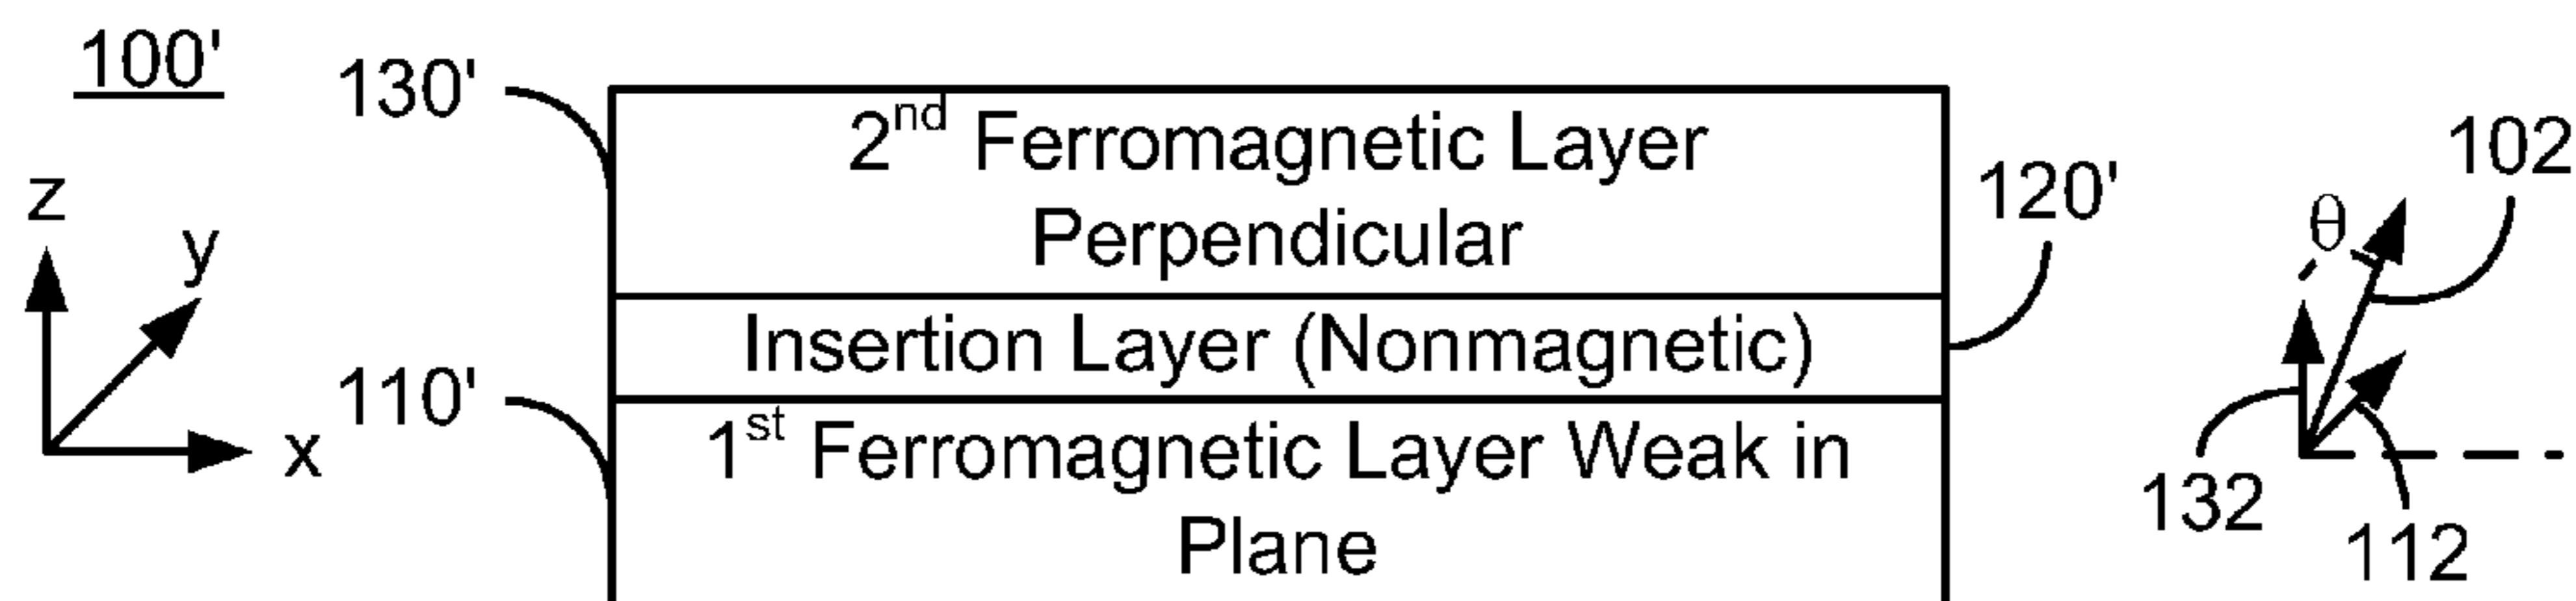 100'
130'
2nd Ferromagnetic Layer
Perpendicular
120'
102
z
y
θ
Insertion Layer (Nonmagnetic)
110'
x
1st Ferromagnetic Layer Weak in
Plane
132
112